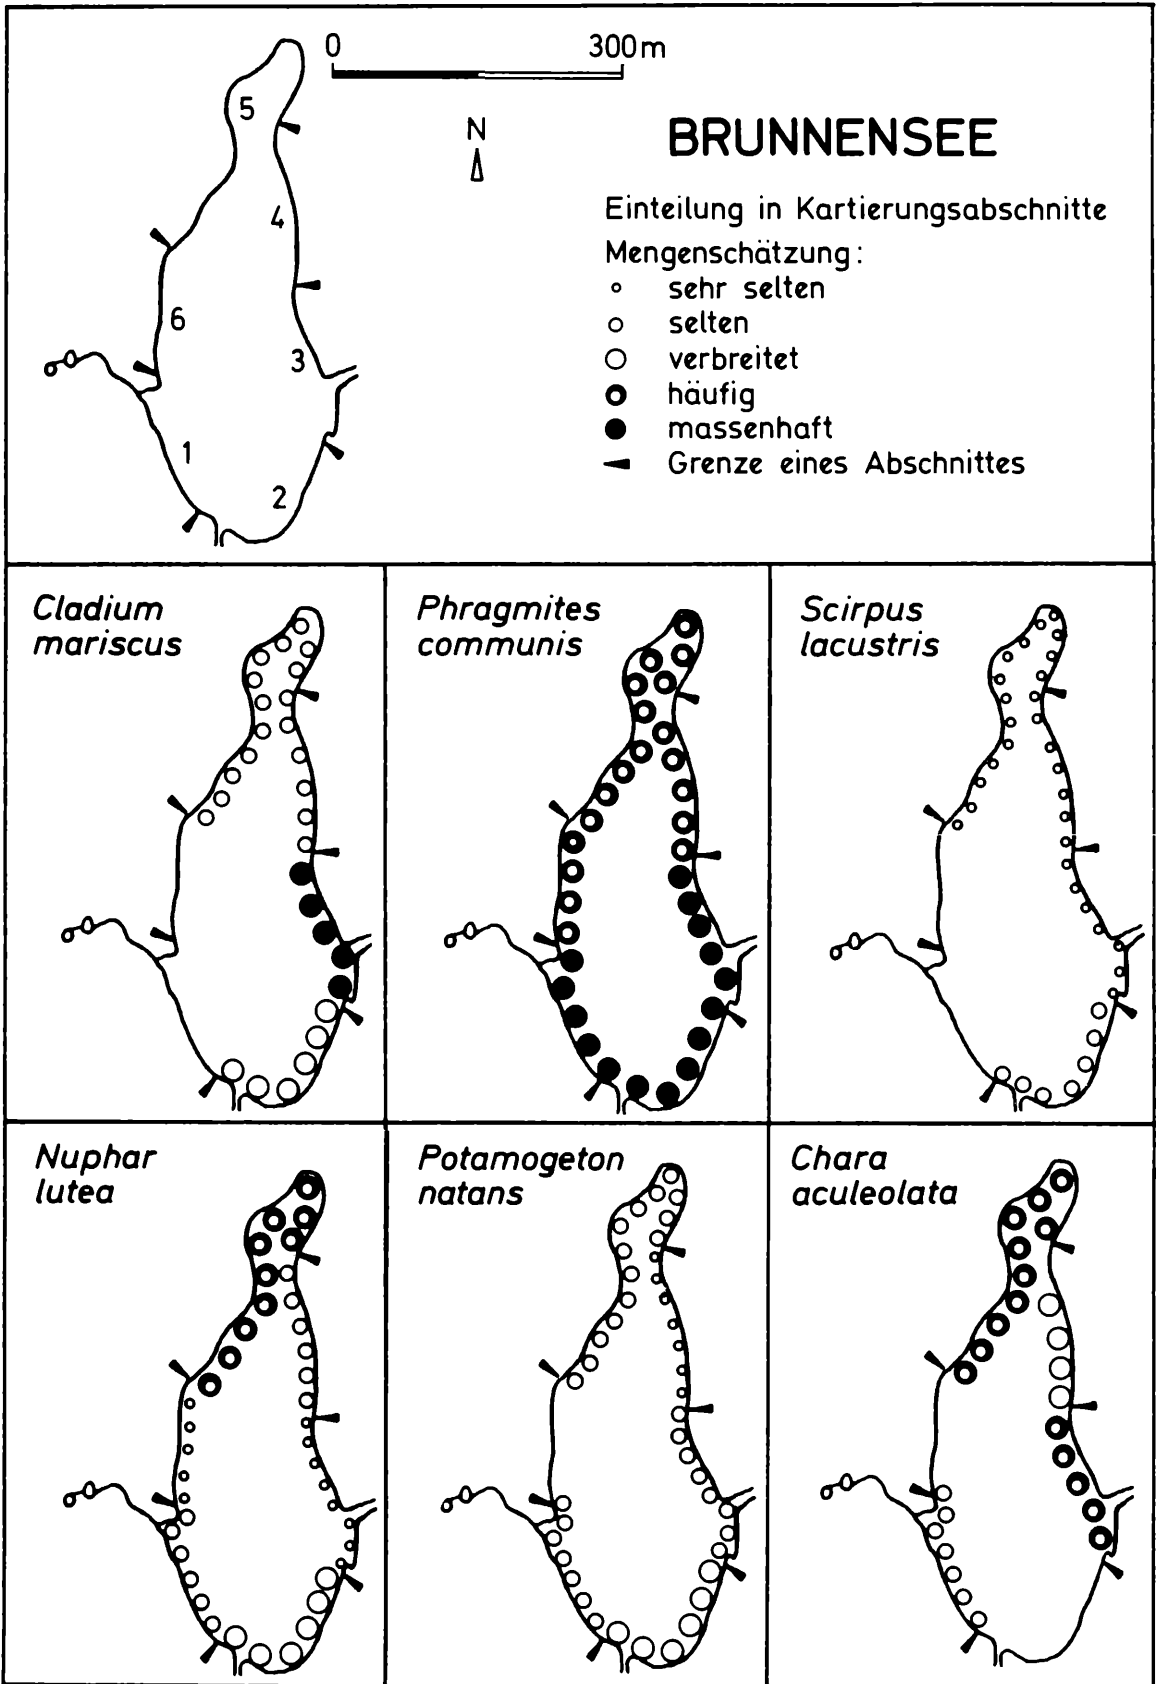 0 300m
N
BRUNNENSEE
Einteilung in Kartierungsabschnitte
Mengenschätzung:
sehr selten
selten
verbreitet
häufig
massenhaft
Grenze eines Abschnittes
5
4
6
3
1
2
Cladium
mariscus
Phragmites
communis
Scirpus
lacustris
Nuphar
lutea
Potamogeton
natans
Chara
aculeolata